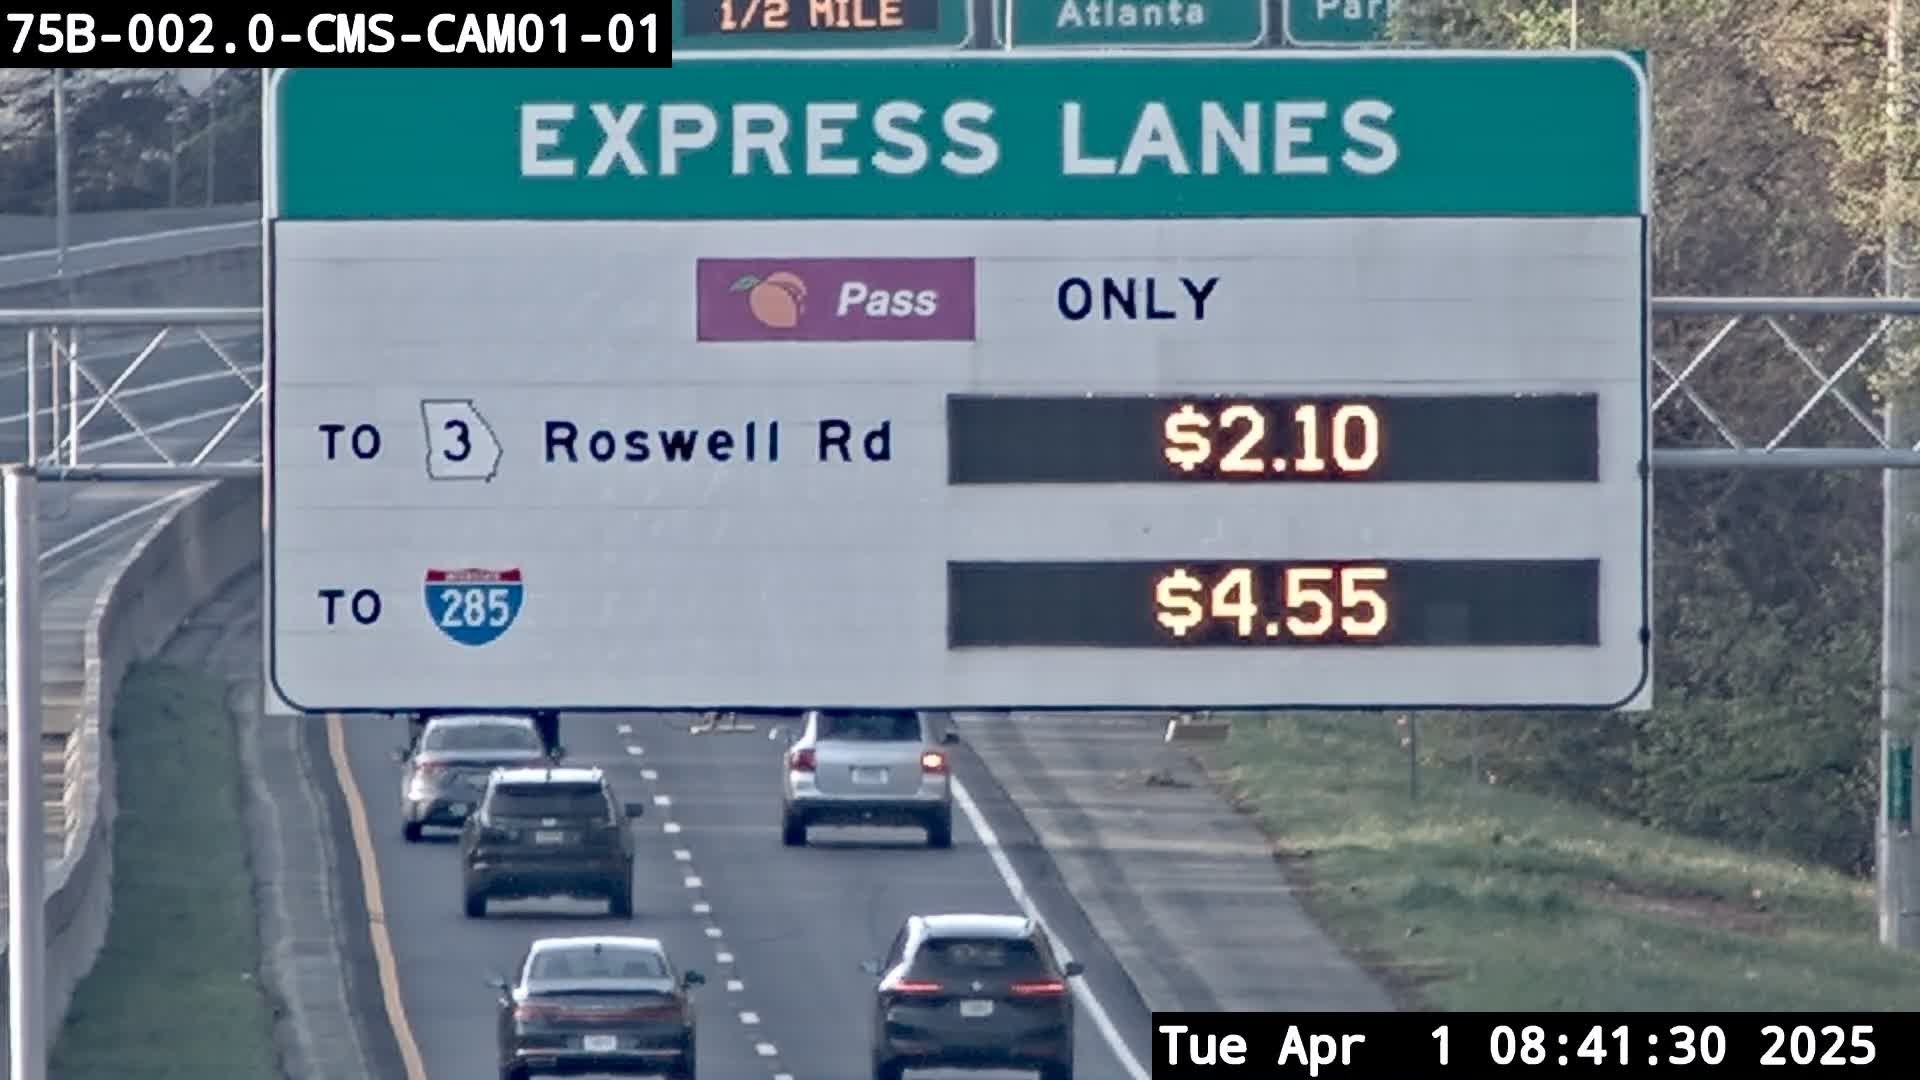 75B-002.0-CMS-CAM01-01
1/2 MILE
Atlanta
EXPRESS LANES
Pass ONLY
TO 3 Roswell Rd $2.10
TO 285 $4.55
Tue Apr 1 08:41:30 2025